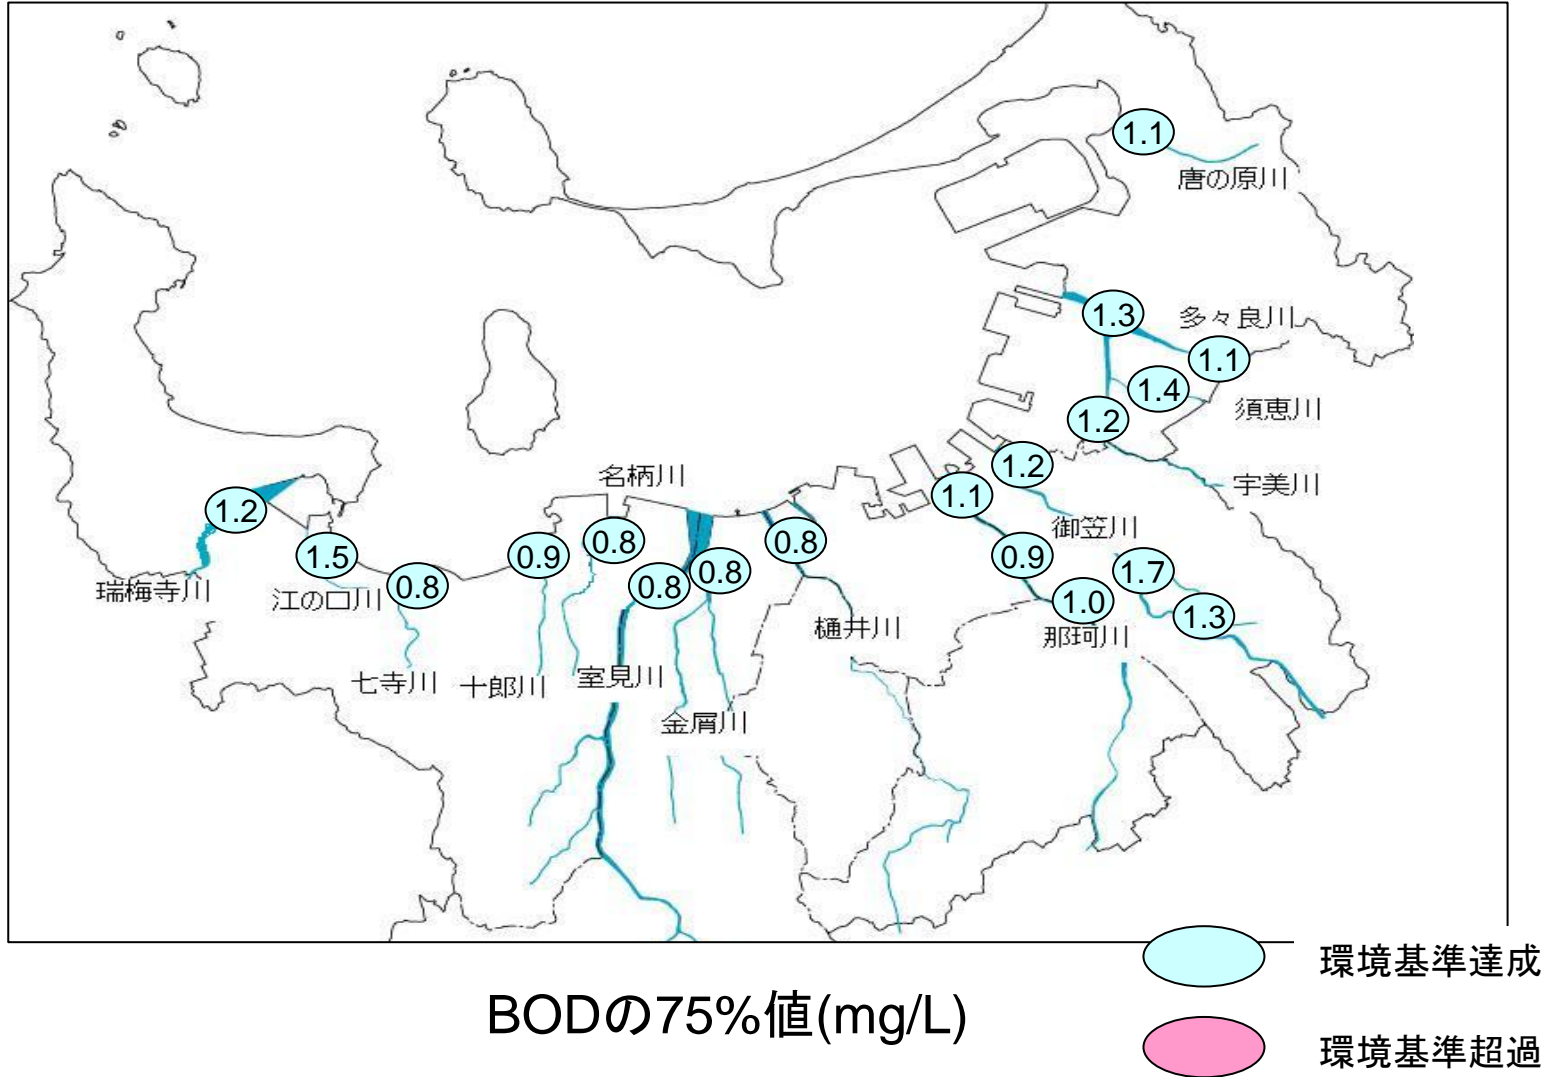 1.1
唐の原川
1.3
多々良川
1.1
1.4
須恵川
1.2
1.2
宇美川
名柄川
1.1
御笠川
1.2
1.5
0.8
0.9
0.8
0.8
0.8
0.8
0.9
1.7
1.0
1.3
瑞梅寺川
江の口川
樋井川
那珂川
七寺川
十郎川
室見川
金屑川
環境基準達成
BODの75%値(mg/L)
環境基準超過